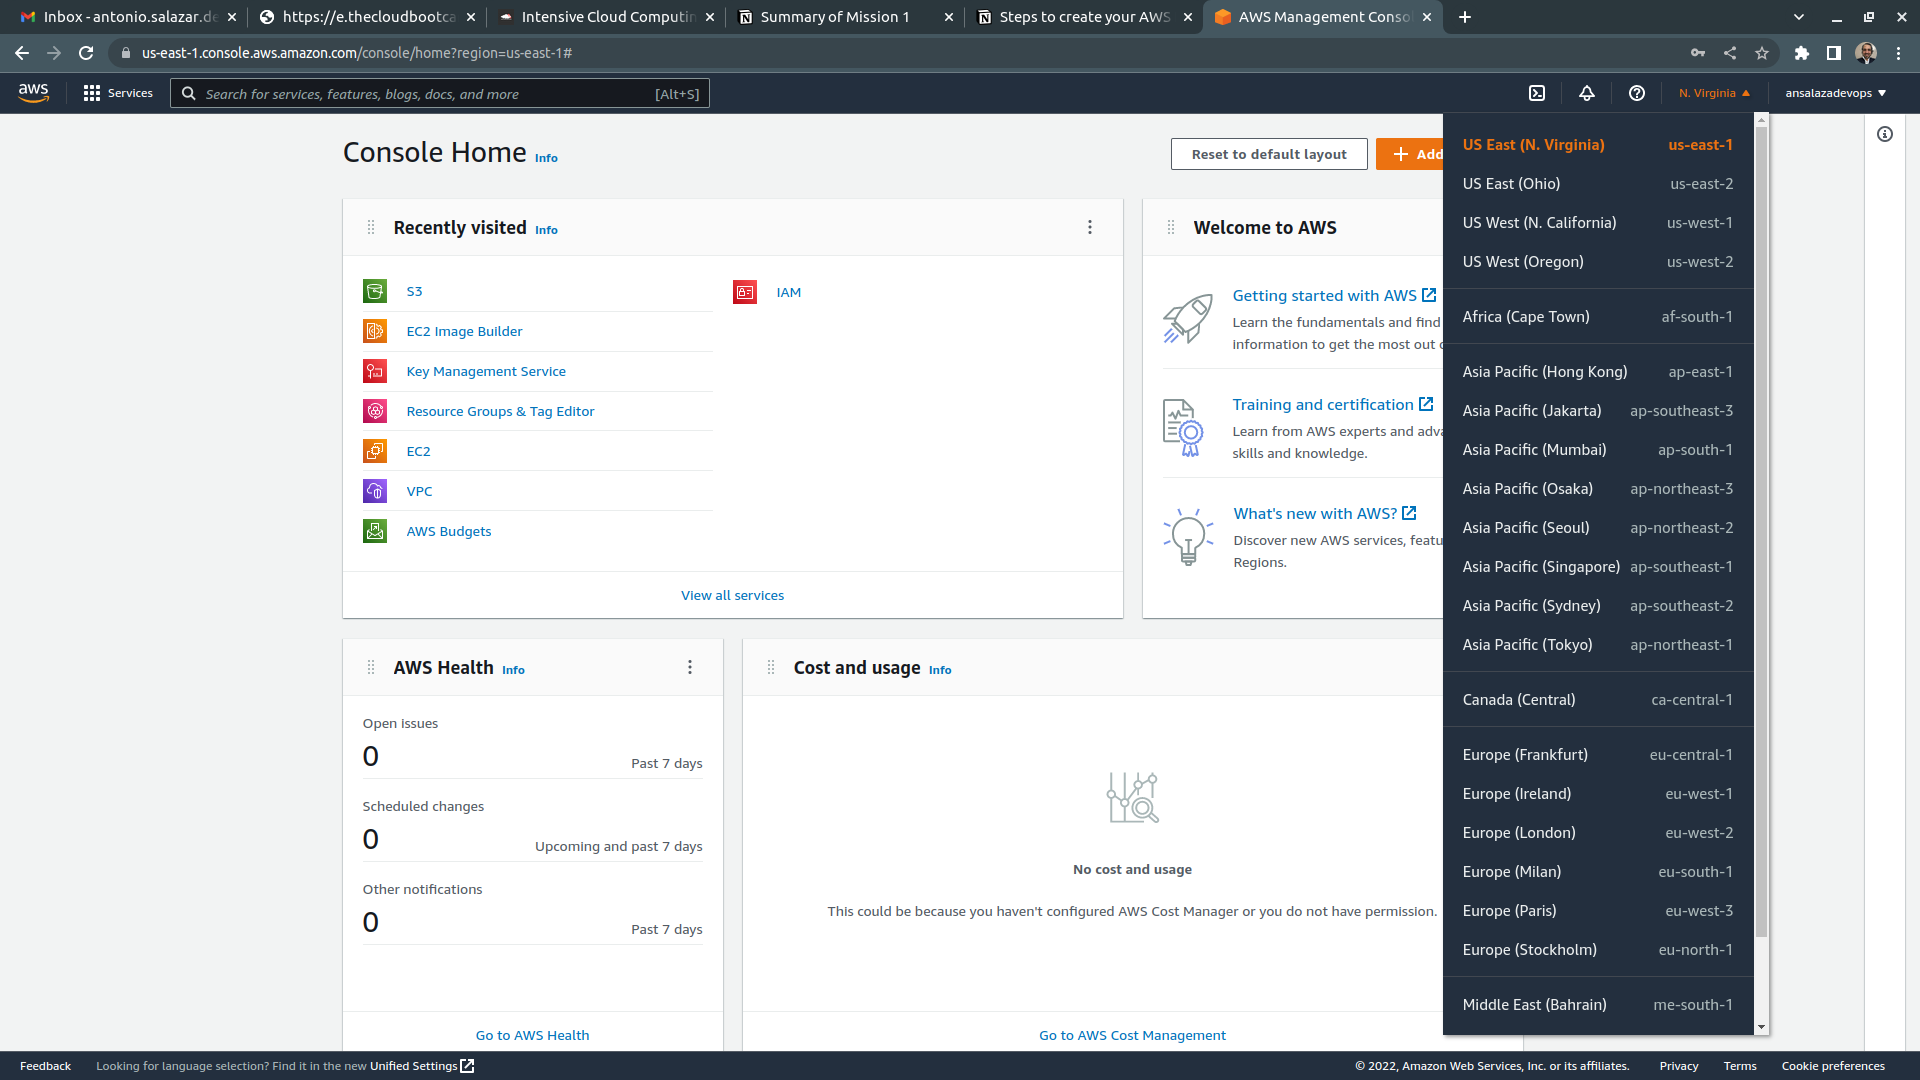 Inbox - antonio.salazar.de
https://e.thecloudbootca
Intensive Cloud Computin
Summary of Mission 1
Steps to create your AWS
AWS Management Conso
us-east-1.console.aws.amazon.com/console/home?region=us-east-1#
aws
Services
Search for services, features, blogs, docs, and more
[Alt+S]
N. Virginia
ansalazadevops
Console Home Info
Reset to default layout
Add
Recently visited Info
S3
EC2 Image Builder
Key Management Service
Resource Groups & Tag Editor
EC2
VPC
AWS Budgets
IAM
View all services
Welcome to AWS
Getting started with AWS
Learn the fundamentals and find
information to get the most out
Training and certification
Learn from AWS experts and adva
skills and knowledge.
What's new with AWS?
Discover new AWS services, featu
Regions.
US East (N. Virginia) us-east-1
US East (Ohio) us-east-2
US West (N. California) us-west-1
US West (Oregon) us-west-2
Africa (Cape Town) af-south-1
Asia Pacific (Hong Kong) ap-east-1
Asia Pacific (Jakarta) ap-southeast-3
Asia Pacific (Mumbai) ap-south-1
Asia Pacific (Osaka) ap-northeast-3
Asia Pacific (Seoul) ap-northeast-2
Asia Pacific (Singapore) ap-southeast-1
Asia Pacific (Sydney) ap-southeast-2
Asia Pacific (Tokyo) ap-northeast-1
Canada (Central) ca-central-1
Europe (Frankfurt) eu-central-1
Europe (Ireland) eu-west-1
Europe (London) eu-west-2
Europe (Milan) eu-south-1
Europe (Paris) eu-west-3
Europe (Stockholm) eu-north-1
Middle East (Bahrain) me-south-1
AWS Health Info
Open issues
0 Past 7 days
Scheduled changes
0 Upcoming and past 7 days
Other notifications
0 Past 7 days
Go to AWS Health
Cost and usage Info
No cost and usage
This could be because you haven't configured AWS Cost Manager or you do not have permission.
Go to AWS Cost Management
Feedback
Looking for language selection? Find it in the new Unified Settings
© 2022, Amazon Web Services, Inc. or its affiliates.
Privacy
Terms
Cookie preferences